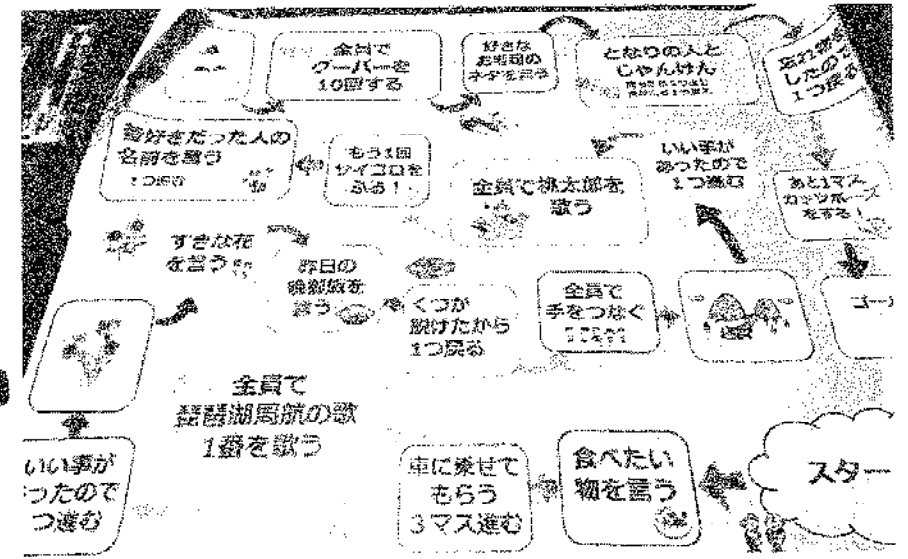 全員で
グーパーを
10回する
好きな
お寿司の
ネタを言う
となりの人と
じゃんけん
忘れ物を
したので
1つ戻る
昔好きだった人の
名前を言う
1つ戻る
もう1回
サイコロを
ふる!
全員で桃太郎を
歌う
いい事が
あったので
1つ進む
あと1マス
ガッツポーズ
をする!
すきな花
を言う
昨日の
晩御飯を
言う
くつが
脱けたから
1つ戻る
全員で
手をつなぐ
ゴー
全員で
琵琶湖周航の歌
1番を歌う
いい事が
ったので
つ進む
車に乗せて
もらう
3マス進む
食べたい
物を言う
スター